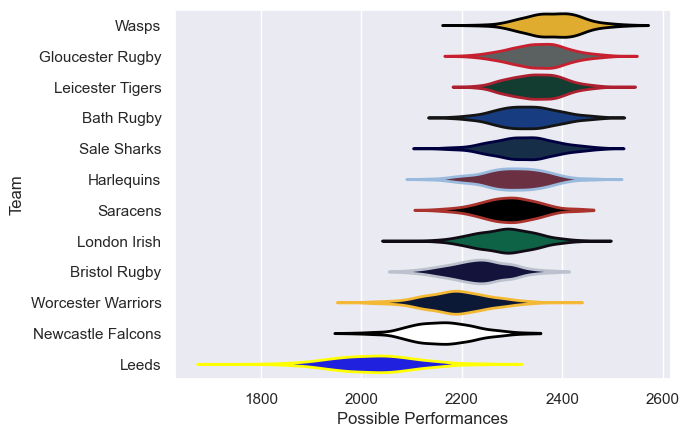 Wasps
Gloucester Rugby
Leicester Tigers
Bath Rugby
Sale Sharks
Harlequins
Saracens
London Irish
Bristol Rugby
Worcester Warriors
Newcastle Falcons
Leeds
Team
1800 2000 2200 2400 2600
Possible Performances